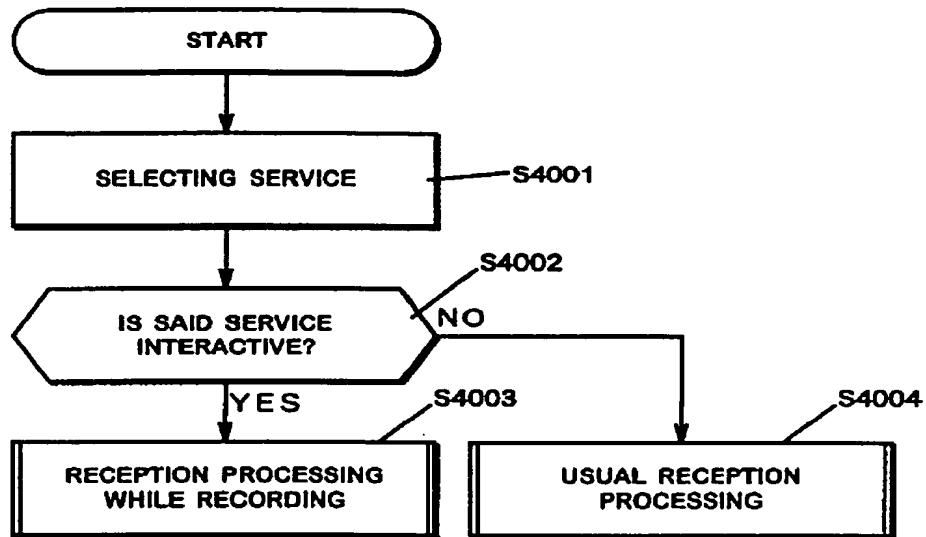 START
SELECTING SERVICE
S4001
S4002
IS SAID SERVICE
INTERACTIVE?
NO
YES
S4003
S4004
RECEPTION PROCESSING
WHILE RECORDING
USUAL RECEPTION
PROCESSING